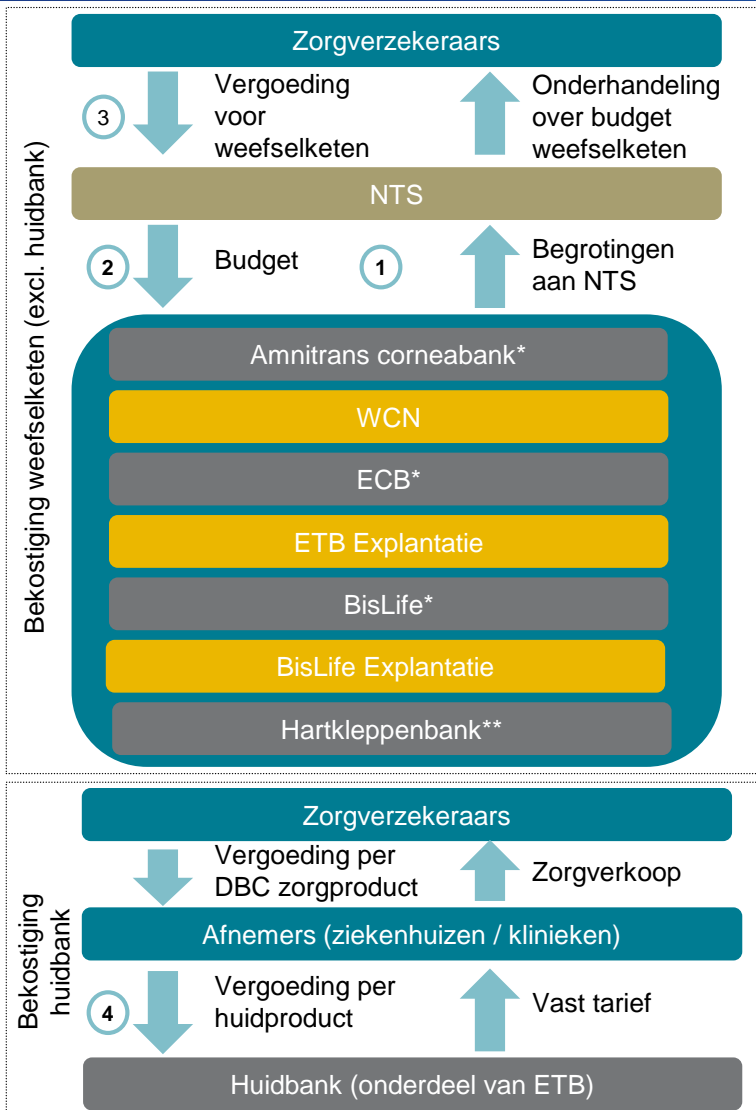 Bekostiging weefselketen (excl. huidbank)
Zorgverzekeraars
3
Vergoeding
voor
weefselketen
Onderhandeling
over budget
weefselketen
NTS
2
Budget
1
Begrotingen
aan NTS
Amnitrans corneabank*
WCN
ECB*
ETB Explantatie
BisLife*
BisLife Explantatie
Hartkleppenbank**
Bekostiging
huidbank
Zorgverzekeraars
Vergoeding per
DBC zorgproduct
Zorgverkoop
Afnemers (ziekenhuizen / klinieken)
4
Vergoeding per
huidproduct
Vast tarief
Huidbank (onderdeel van ETB)